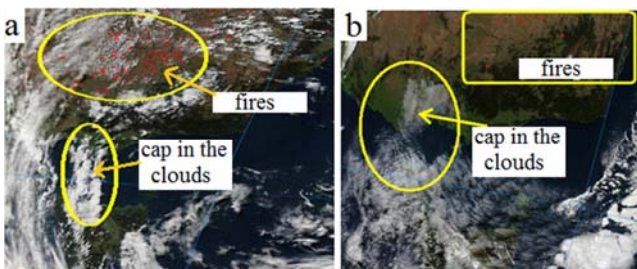 a
fires
cap in the
clouds
b
fires
cap in the
clouds